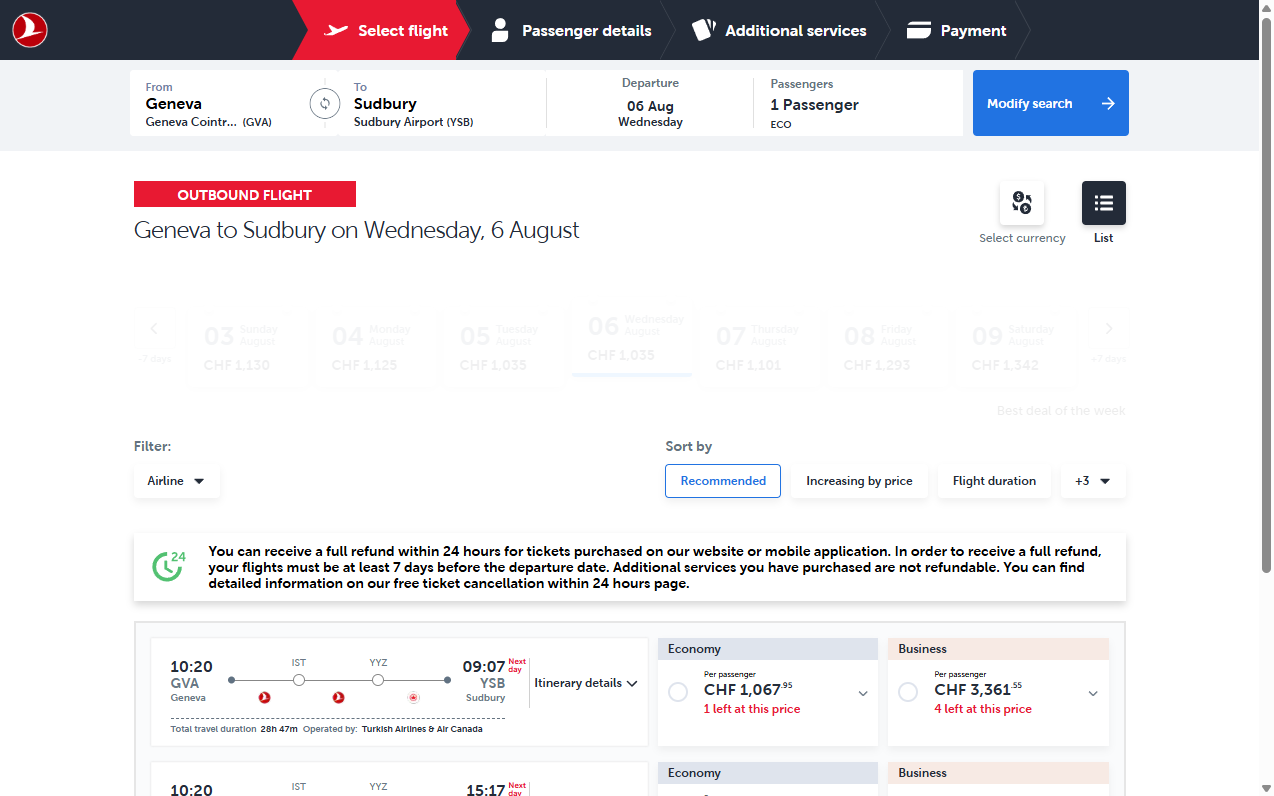 Select flight
Passenger details
Additional services
Payment
From
Geneva
Geneva Cointr... (GVA)
To
Sudbury
Sudbury Airport (YSB)
Departure
06 Aug
Wednesday
Passengers
1 Passenger
ECO
Modify search
OUTBOUND FLIGHT
Geneva to Sudbury on Wednesday, 6 August
Select currency
List
-7 days
03 Sunday August
CHF 1,130
04 Monday August
CHF 1,125
05 Tuesday August
CHF 1,035
06 Wednesday August
CHF 1,035
07 Thursday August
CHF 1,101
08 Friday August
CHF 1,293
09 Saturday August
CHF 1,342
+7 days
Best deal of the week
Filter:
Airline
Sort by
Recommended
Increasing by price
Flight duration
+3
24
You can receive a full refund within 24 hours for tickets purchased on our website or mobile application. In order to receive a full refund,
your flights must be at least 7 days before the departure date. Additional services you have purchased are not refundable. You can find
detailed information on our free ticket cancellation within 24 hours page.
10:20
GVA
Geneva
IST
YYZ
09:07 Next day
YSB
Sudbury
Itinerary details
Total travel duration 28h 47m Operated by: Turkish Airlines & Air Canada
Economy
Per passenger
CHF 1,067.95
1 left at this price
Business
Per passenger
CHF 3,361.55
4 left at this price
10:20
IST
YYZ
15:17 Next day
Economy
Business